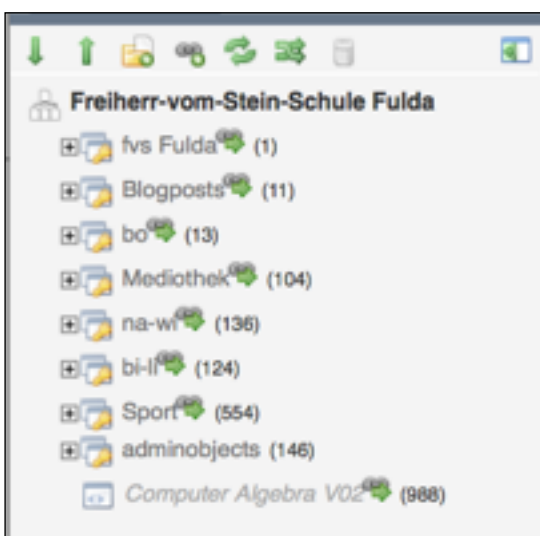 Freiherr-vom-Stein-Schule Fulda
fvs Fulda (1)
Blogposts (11)
bo (13)
Mediothek (104)
na-wi (136)
bi-li (124)
Sport (554)
adminobjects (146)
Computer Algebra V02 (988)